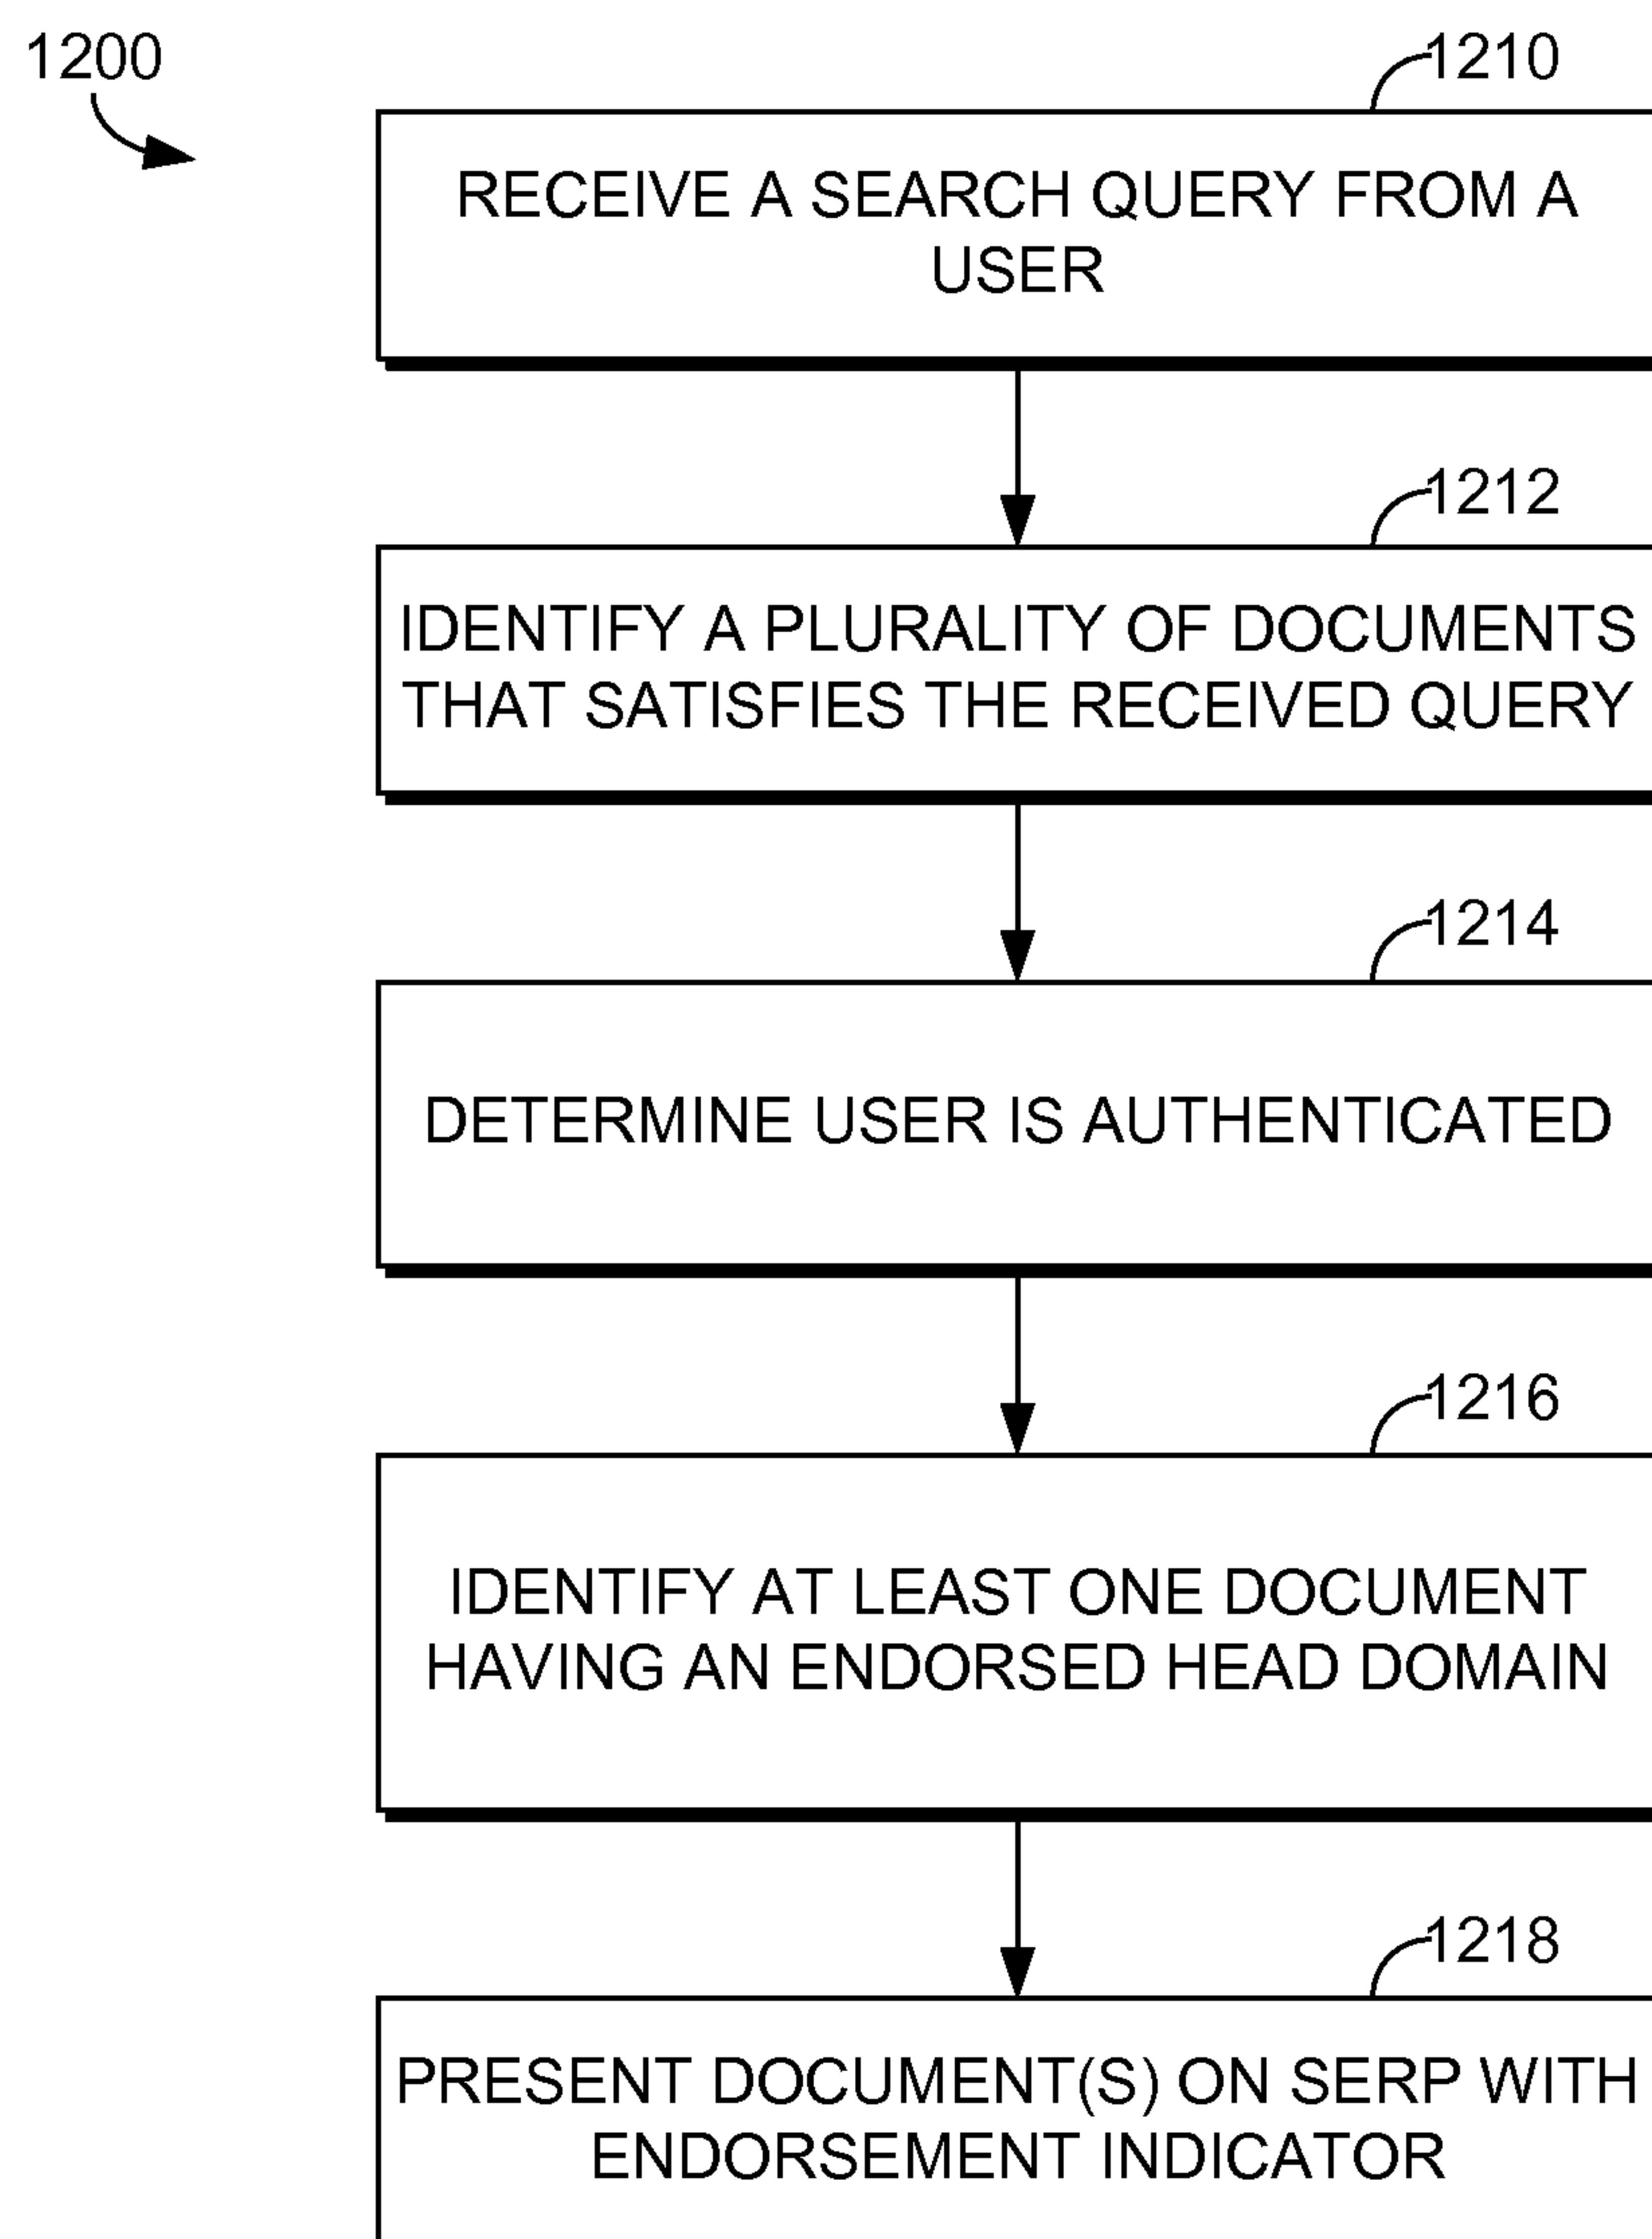 1200
1210
RECEIVE A SEARCH QUERY FROM A
USER
1212
IDENTIFY A PLURALITY OF DOCUMENTS
THAT SATISFIES THE RECEIVED QUERY
1214
DETERMINE USER IS AUTHENTICATED
1216
IDENTIFY AT LEAST ONE DOCUMENT
HAVING AN ENDORSED HEAD DOMAIN
1218
PRESENT DOCUMENT(S) ON SERP WITH
ENDORSEMENT INDICATOR